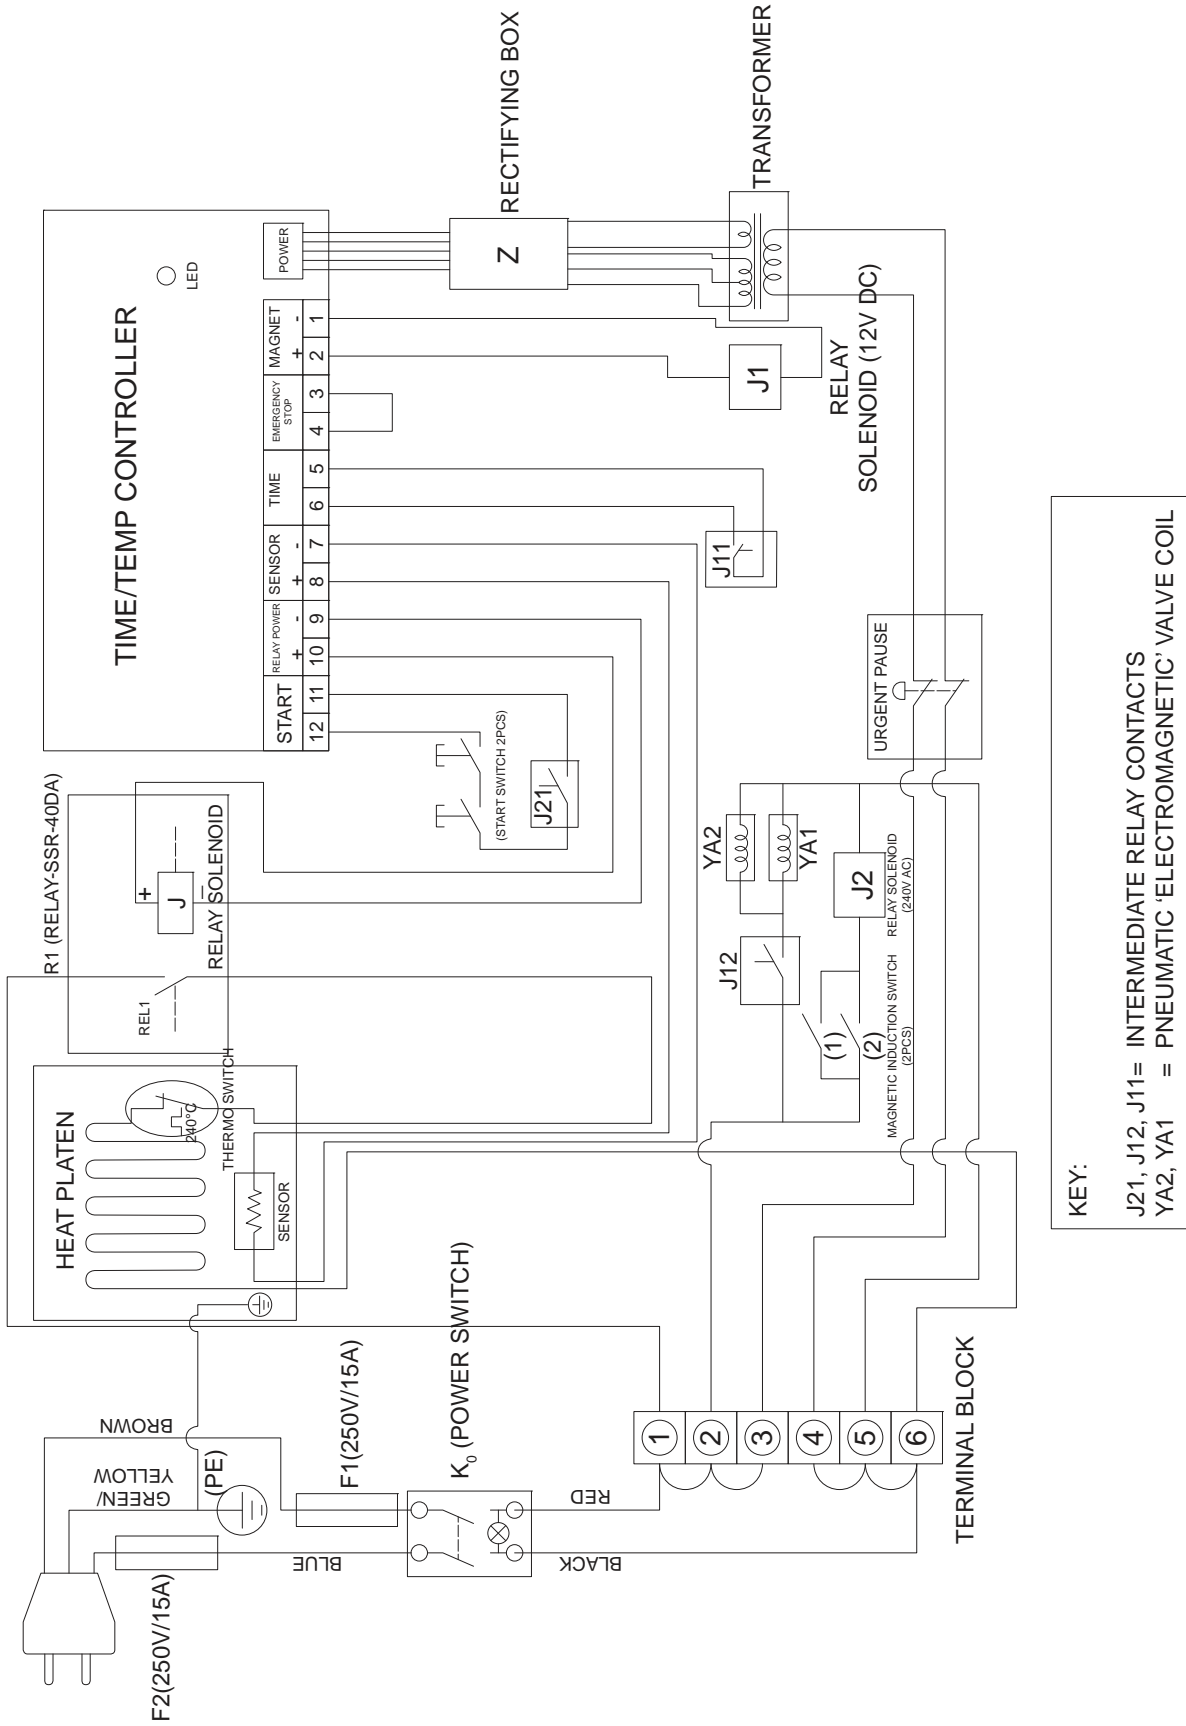 TIME/TEMP CONTROLLER
LED
START
RELAY POWER
SENSOR
TIME
EMERGENCY
STOP
MAGNET
POWER
+ -
+ -
+ -
12 11 10 9 8 7 6 5 4 3 2 1
R1 (RELAY-SSR-40DA)
REL1
+
J
−
RELAY SOLENOID
HEAT PLATEN
240°C
THERMO SWITCH
SENSOR
(START SWITCH 2PCS)
J21
J11
J1
RELAY
SOLENOID (12V DC)
Z
RECTIFYING BOX
TRANSFORMER
BROWN
GREEN/
YELLOW
(PE)
F2(250V/15A)
BLUE
F1(250V/15A)
K0 (POWER SWITCH)
RED
BLACK
1
2
3
4
5
6
TERMINAL BLOCK
YA2
YA1
J12
J2
RELAY SOLENOID
(240V AC)
(1)
(2)
MAGNETIC INDUCTION SWITCH
(2PCS)
URGENT PAUSE
KEY:
J21, J12, J11= INTERMEDIATE RELAY CONTACTS
YA2, YA1 = PNEUMATIC 'ELECTROMAGNETIC' VALVE COIL